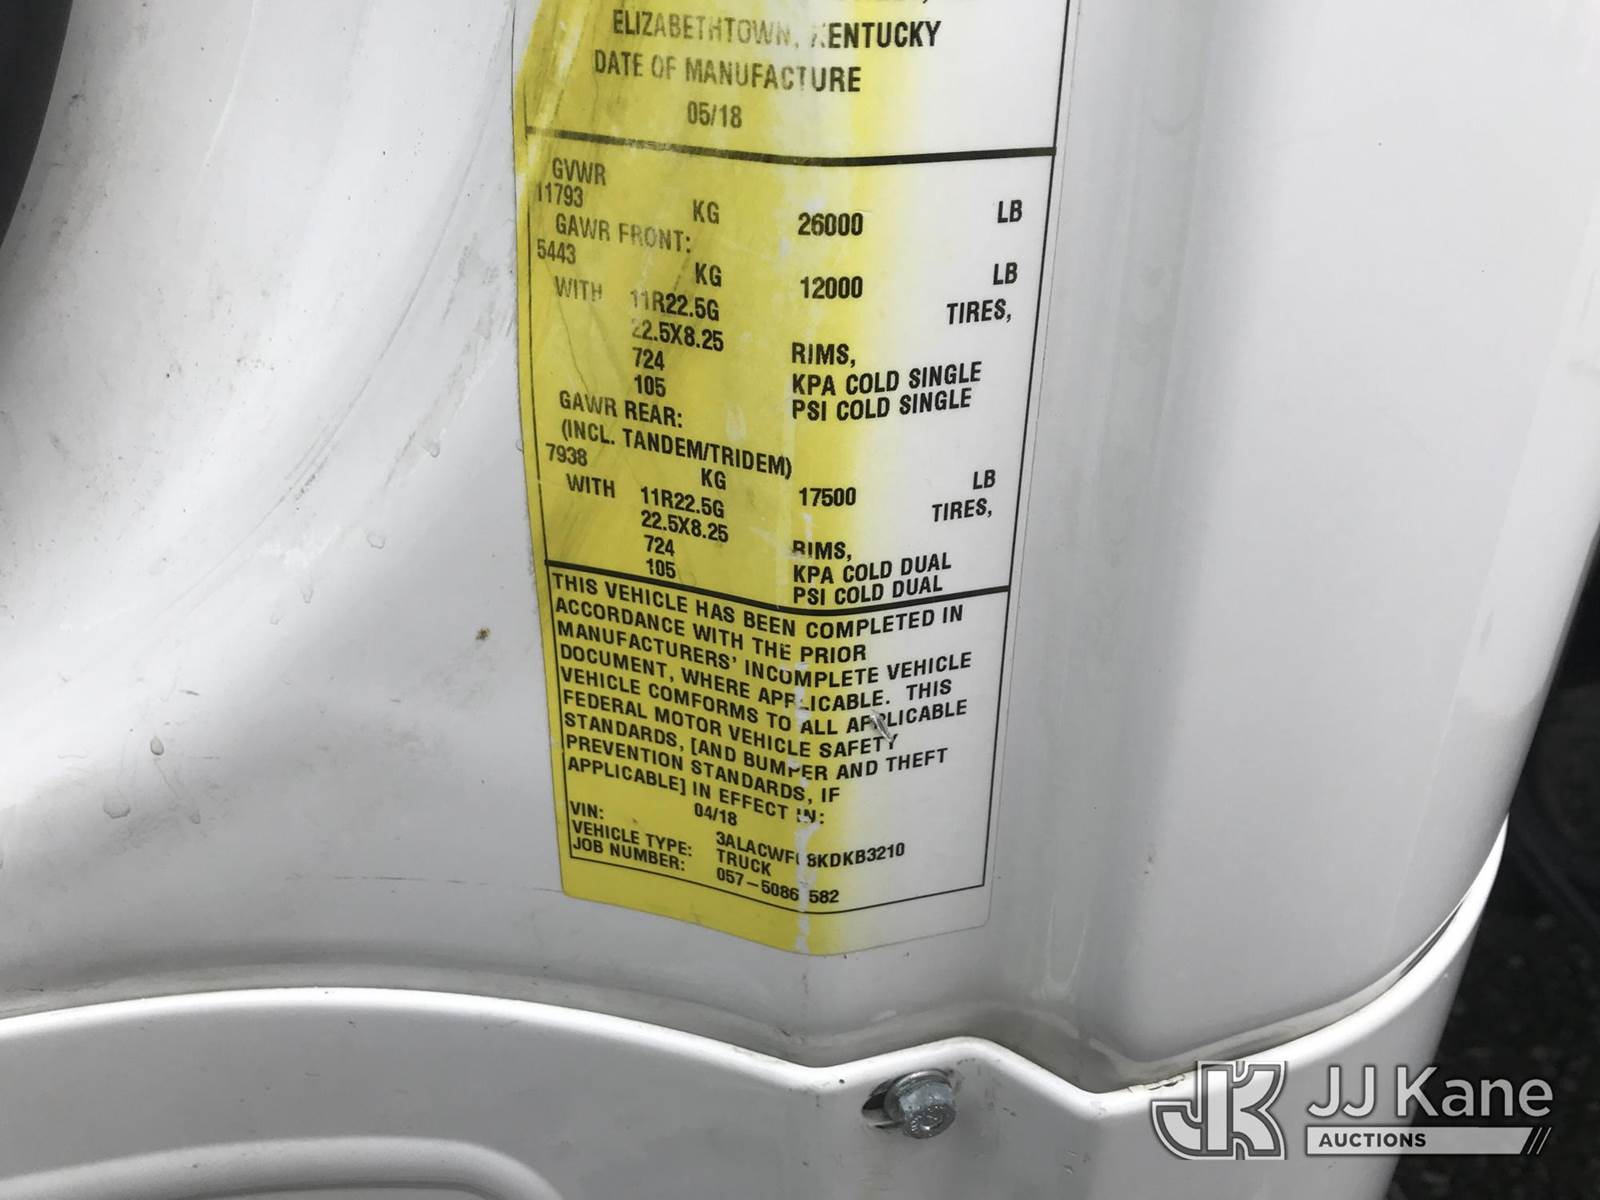 ELIZABETHTOWN, KENTUCKY
DATE OF MANUFACTURE
05/18
GVWR
11793 KG 26000 LB
GAWR FRONT:
5443 KG 12000 LB
WITH 11R22.5G TIRES,
22.5X8.25 RIMS,
724 KPA COLD SINGLE
105 PSI COLD SINGLE
GAWR REAR:
(INCL. TANDEM/TRIDEM)
7938 KG 17500 LB
WITH 11R22.5G TIRES,
22.5X8.25 RIMS,
724 KPA COLD DUAL
105 PSI COLD DUAL
THIS VEHICLE HAS BEEN COMPLETED IN
ACCORDANCE WITH THE PRIOR
MANUFACTURERS' INCOMPLETE VEHICLE
DOCUMENT, WHERE APPLICABLE. THIS
VEHICLE COMFORMS TO ALL APPLICABLE
FEDERAL MOTOR VEHICLE SAFETY
STANDARDS, [AND BUMPER AND THEFT
PREVENTION STANDARDS, IF
APPLICABLE] IN EFFECT IN:
04/18
VIN:
VEHICLE TYPE: TRUCK
JOB NUMBER:
JJ Kane
AUCTIONS